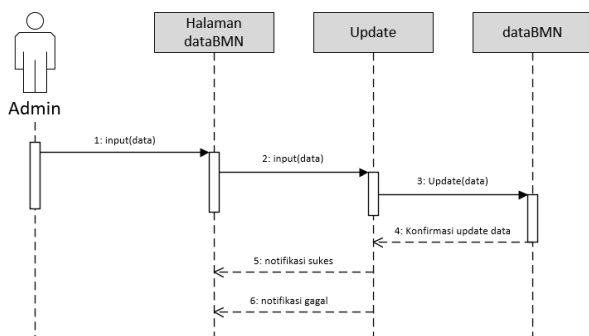 Halaman
dataBMN
Update
dataBMN
Admin
1: input(data)
2: input(data)
3: Update(data)
4: Konfirmasi update data
5: notifikasi sukes
6: notifikasi gagal